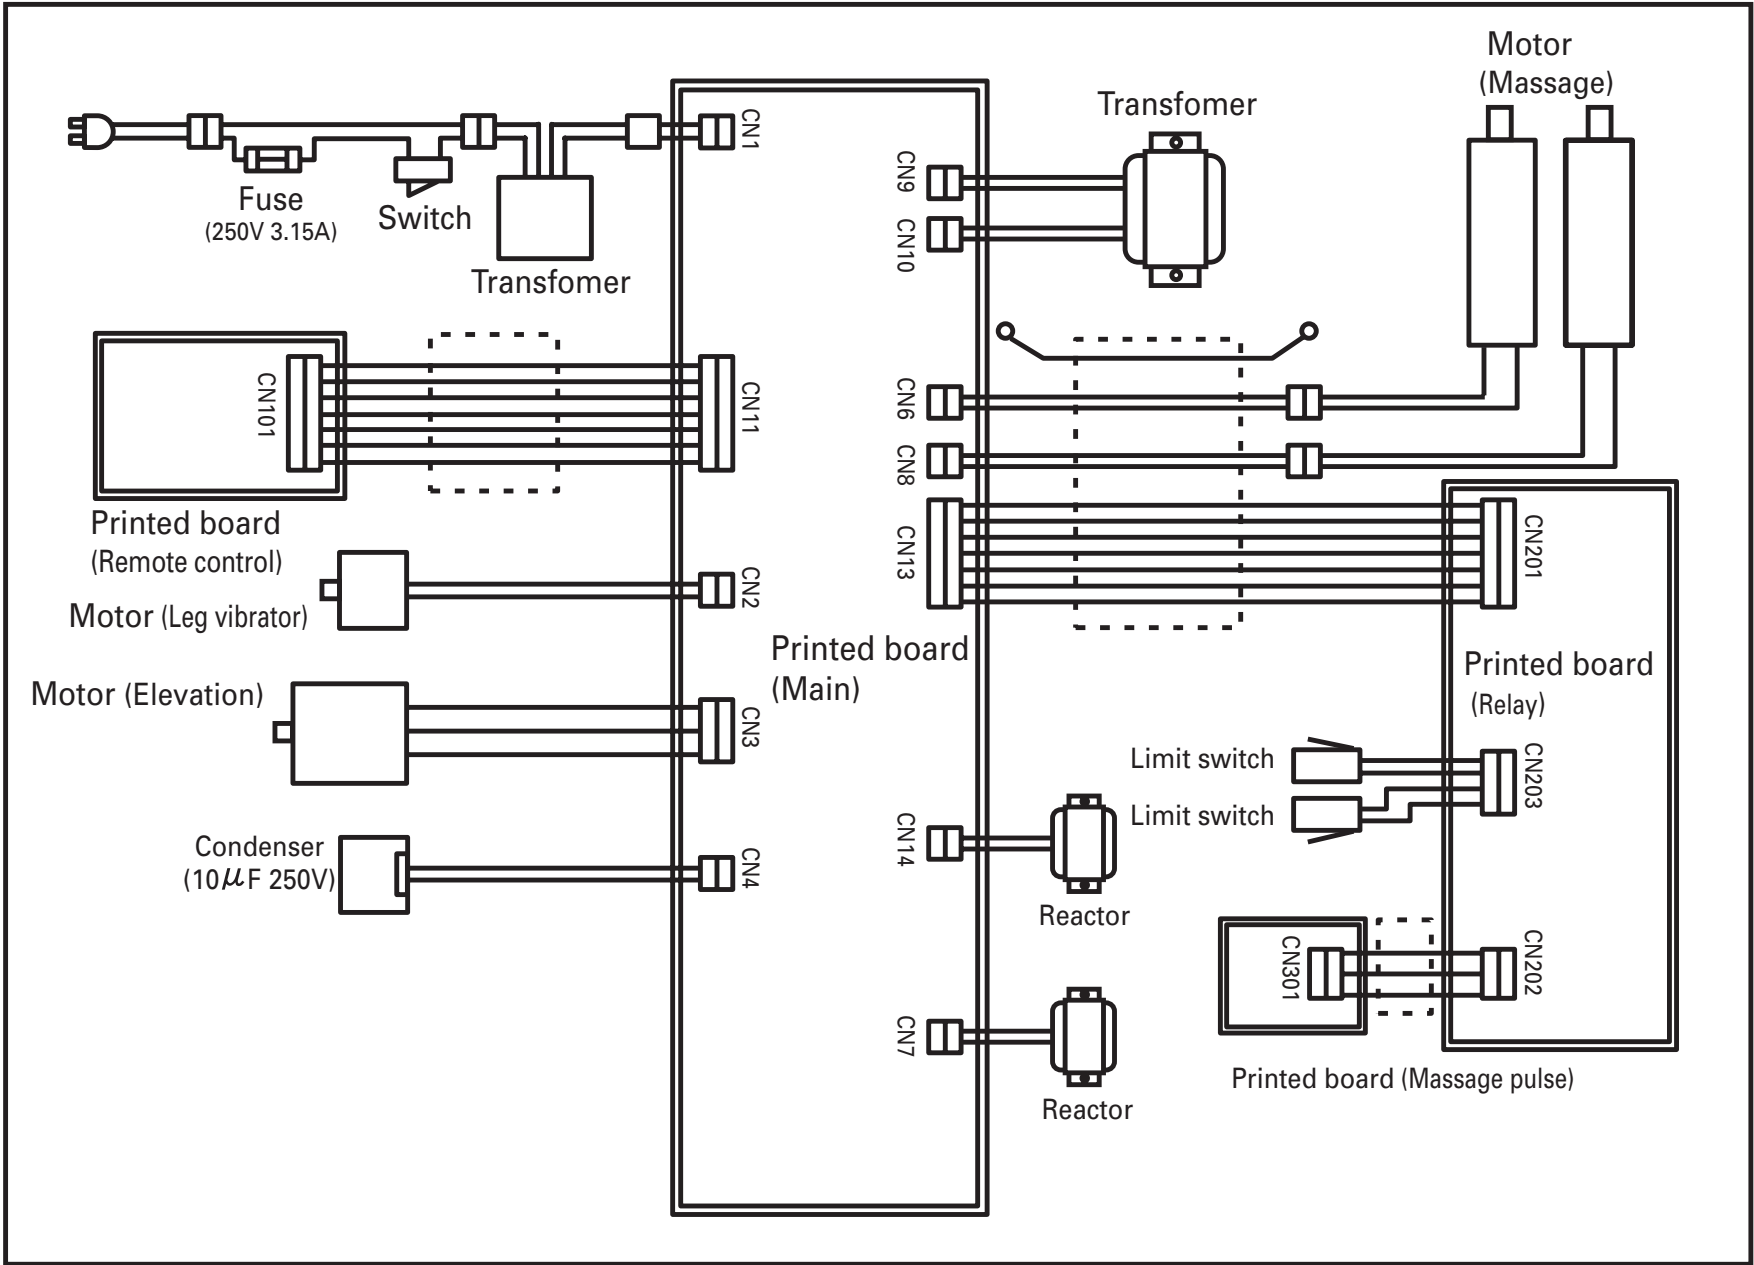 Motor
(Massage)
Transfomer
CN1
CN9
Fuse
(250V 3.15A)
Switch
CN10
Transfomer
CN101
CN11
CN6
CN8
Printed board
(Remote control)
CN13
CN201
CN2
Motor (Leg vibrator)
Printed board
(Main)
Printed board
(Relay)
Motor (Elevation)
CN3
Limit switch
CN203
Limit switch
Condenser
(10μF 250V)
CN4
CN14
Reactor
CN301
CN202
CN7
Printed board (Massage pulse)
Reactor